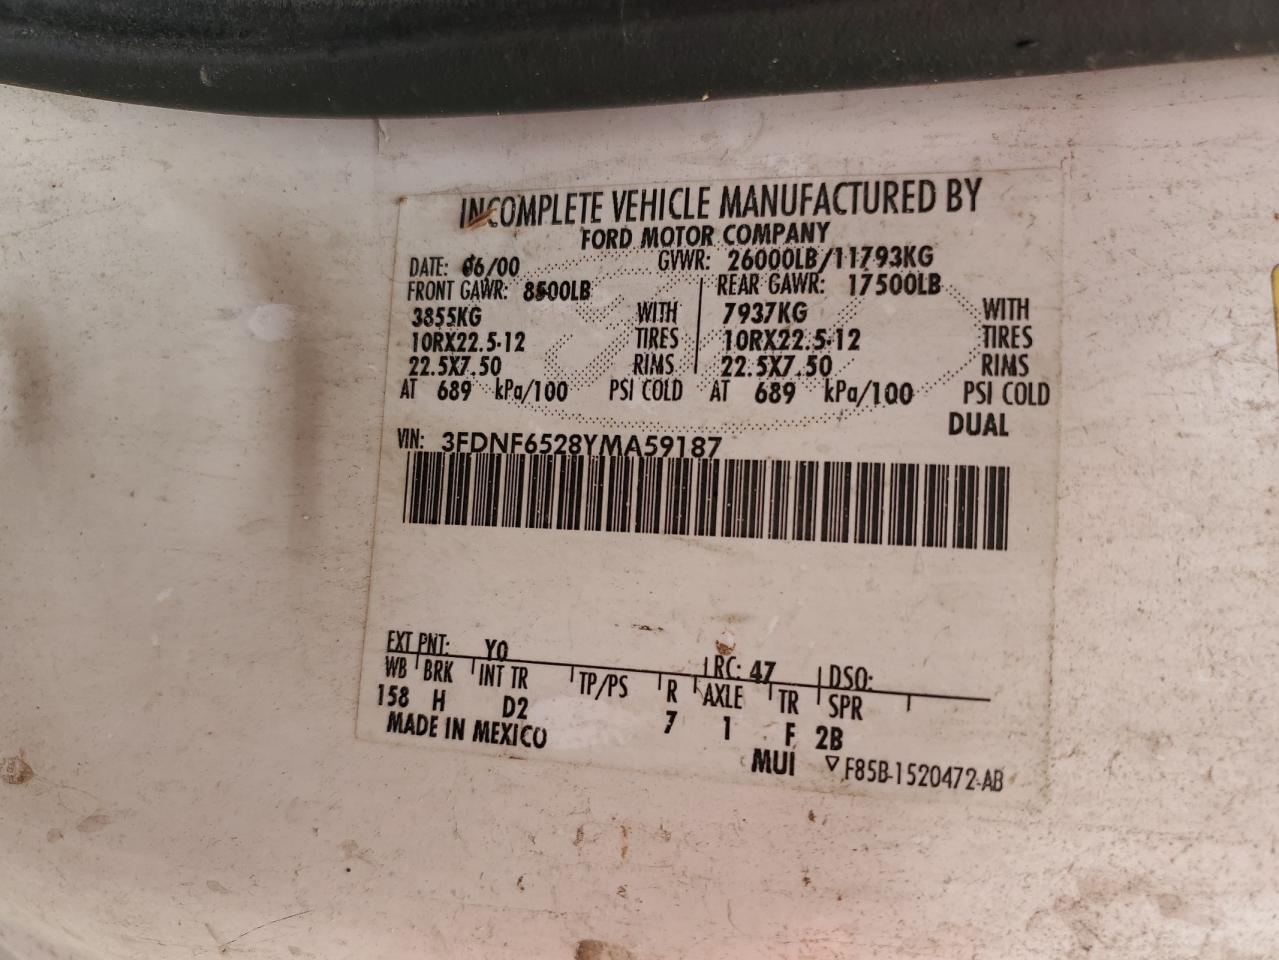 INCOMPLETE VEHICLE MANUFACTURED BY
FORD MOTOR COMPANY
DATE: 06/00 GVWR: 26000LB/11793KG
FRONT GAWR: 8500LB REAR GAWR: 17500LB
3855KG WITH 7937KG WITH
10RX22.5-12 TIRES 10RX22.5-12 TIRES
22.5X7.50 RIMS 22.5X7.50 RIMS
AT 689 kPa/100 PSI COLD AT 689 kPa/100 PSI COLD
DUAL
VIN: 3FDNF6528YMA59187
EXT PNT: YO RC: 47 DSO:
WB BRK INT TR TP/PS R AXLE TR SPR
158 H D2 7 1 F 2B
MADE IN MEXICO
MUI ▽ F85B-1520472-AB